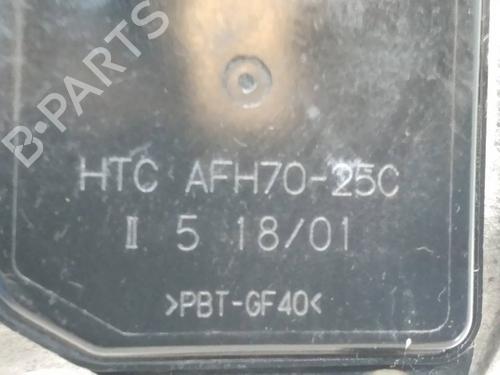 B-PARTS
HTC AFH70-25C
II 5 18/01
>PBT-GF40<